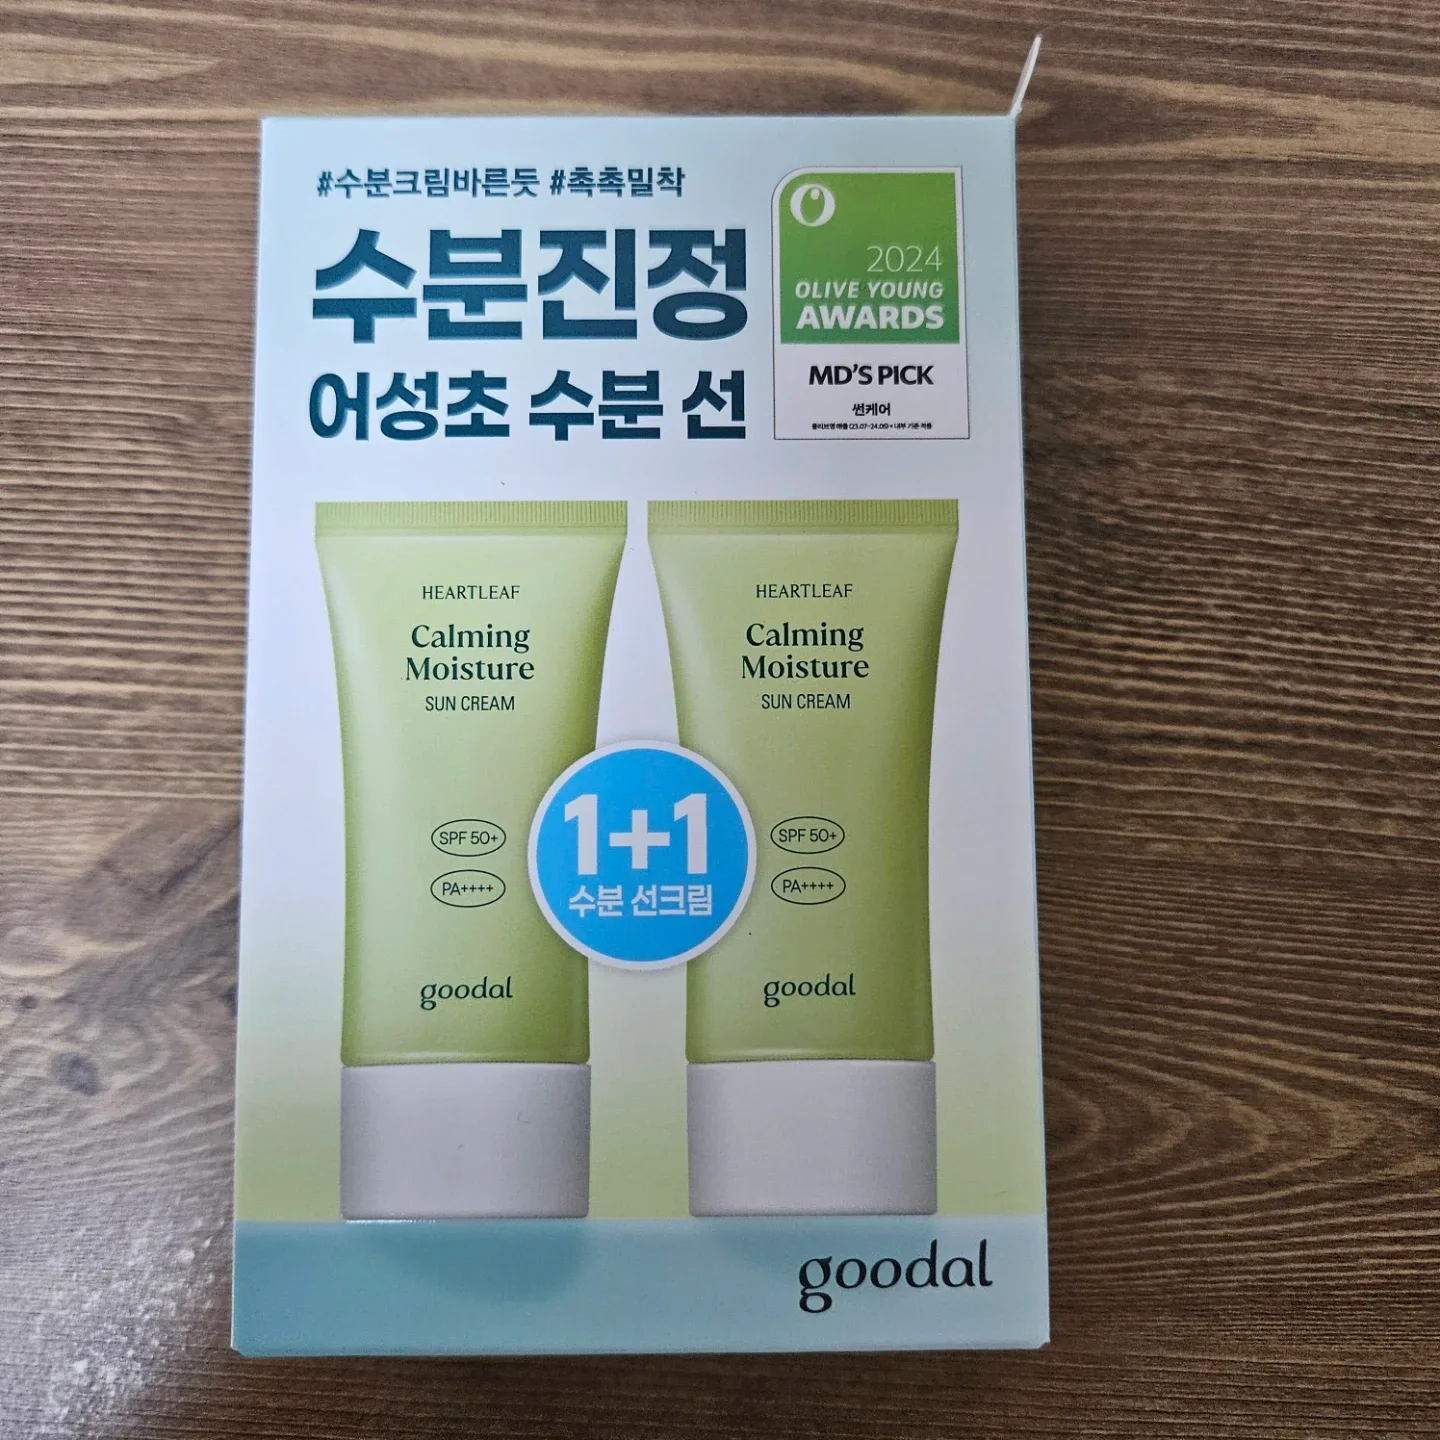 #수분크림바른듯 #촉촉밀착
수분진정
어성초 수분 선
2024
OLIVE YOUNG
AWARDS
MD'S PICK
썬케어
HEARTLEAF
Calming
Moisture
SUN CREAM
SPF 50+
PA++++
goodal
HEARTLEAF
Calming
Moisture
SUN CREAM
SPF 50+
PA++++
goodal
1+1
수분 선크림
goodal